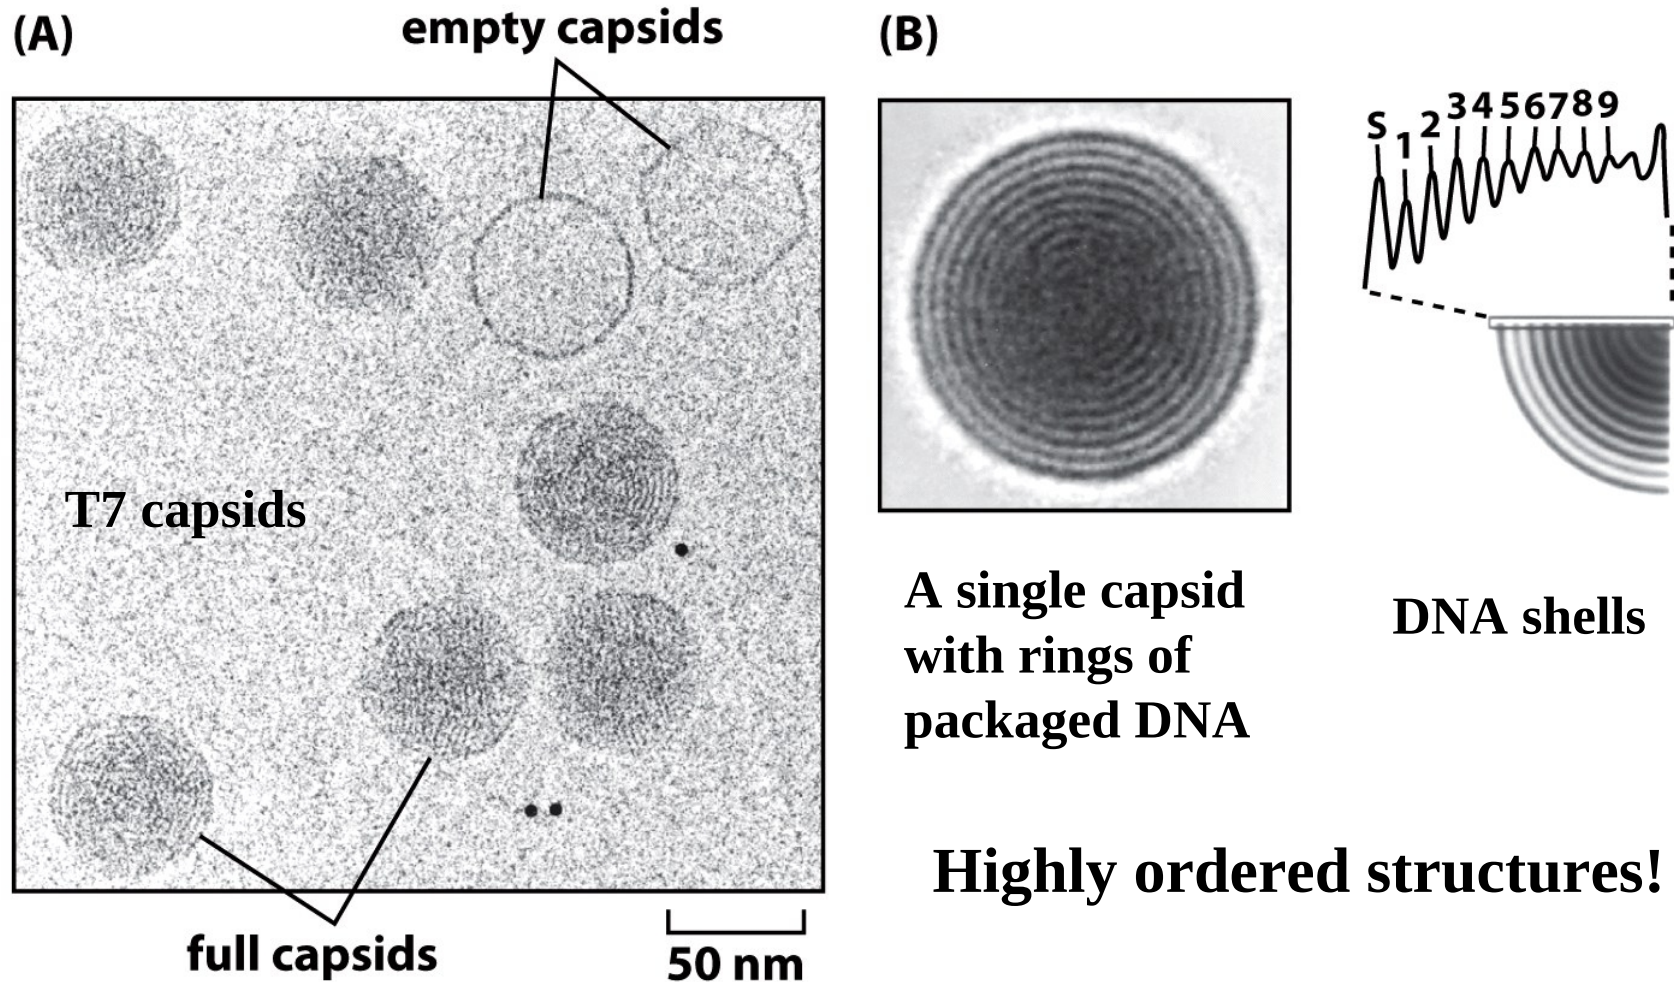 (A)
empty capsids
T7 capsids
full capsids
50 nm
(B)
S 1 2 3 4 5 6 7 8 9
A single capsid
with rings of
packaged DNA
DNA shells
Highly ordered structures!